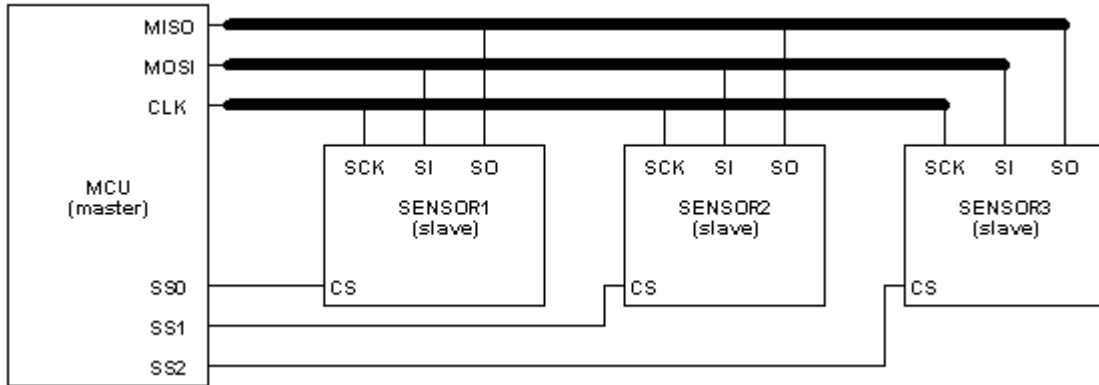 MISO
MOSI
CLK
MCU
(master)
SS0
SS1
SS2
SCK SI SO
SENSOR1
(slave)
CS
SCK SI SO
SENSOR2
(slave)
CS
SCK SI SO
SENSOR3
(slave)
CS